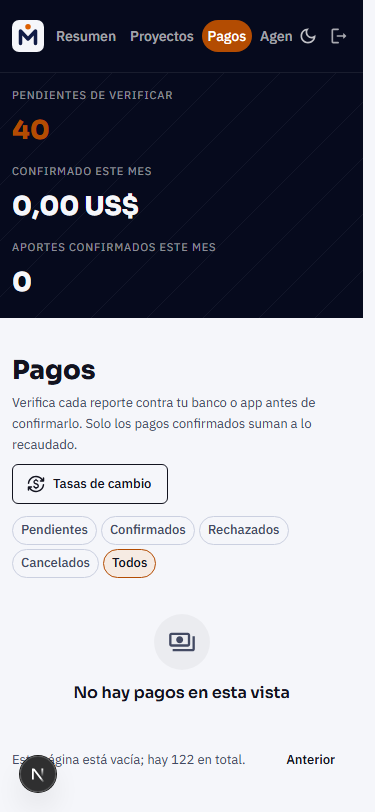 M
Resumen Proyectos Pagos Agen
PENDIENTES DE VERIFICAR
40
CONFIRMADO ESTE MES
0,00 US$
APORTES CONFIRMADOS ESTE MES
0
Pagos
Verifica cada reporte contra tu banco o app antes de
confirmarlo. Solo los pagos confirmados suman a lo
recaudado.
Tasas de cambio
Pendientes Confirmados Rechazados
Cancelados Todos
No hay pagos en esta vista
página está vacía; hay 122 en total. Anterior
N